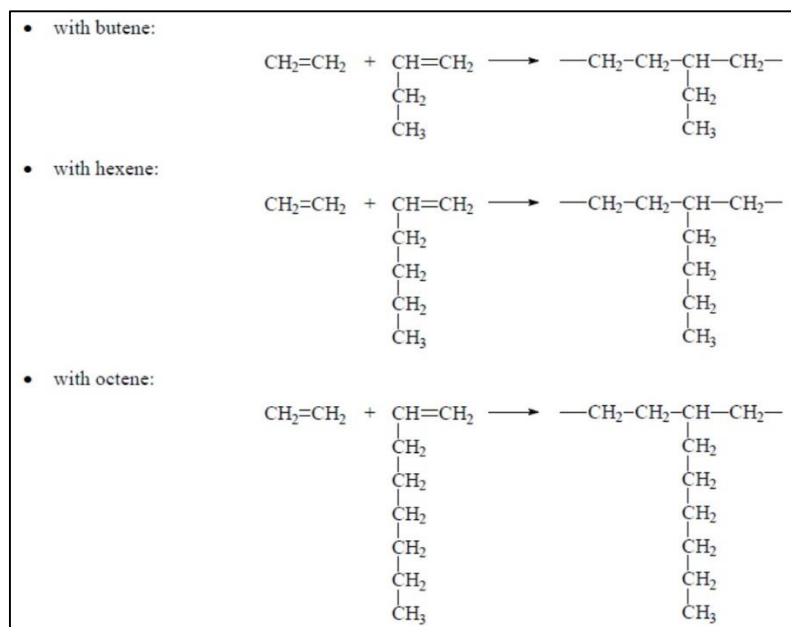 • with butene:
CH₂=CH₂ + CH=CH₂ ⟶ —CH₂–CH₂–CH–CH₂—
CH₂ CH₂
CH₃ CH₃
• with hexene:
CH₂=CH₂ + CH=CH₂ ⟶ —CH₂–CH₂–CH–CH₂—
CH₂ CH₂
CH₂ CH₂
CH₂ CH₂
CH₃ CH₃
• with octene:
CH₂=CH₂ + CH=CH₂ ⟶ —CH₂–CH₂–CH–CH₂—
CH₂ CH₂
CH₂ CH₂
CH₂ CH₂
CH₂ CH₂
CH₂ CH₂
CH₃ CH₃